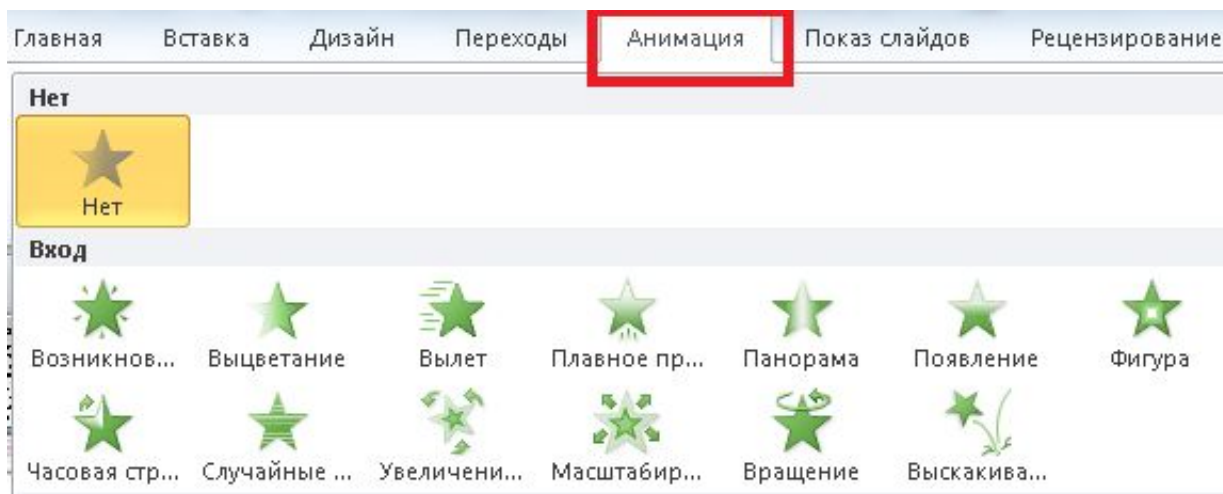 Главная Вставка Дизайн Переходы Анимация Показ слайдов Рецензирование
Нет
Нет
Вход
Возникнов... Выцветание Вылет Плавное пр... Панорама Появление Фигура
Часовая стр... Случайные ... Увеличени... Масштабир... Вращение Выскакива...